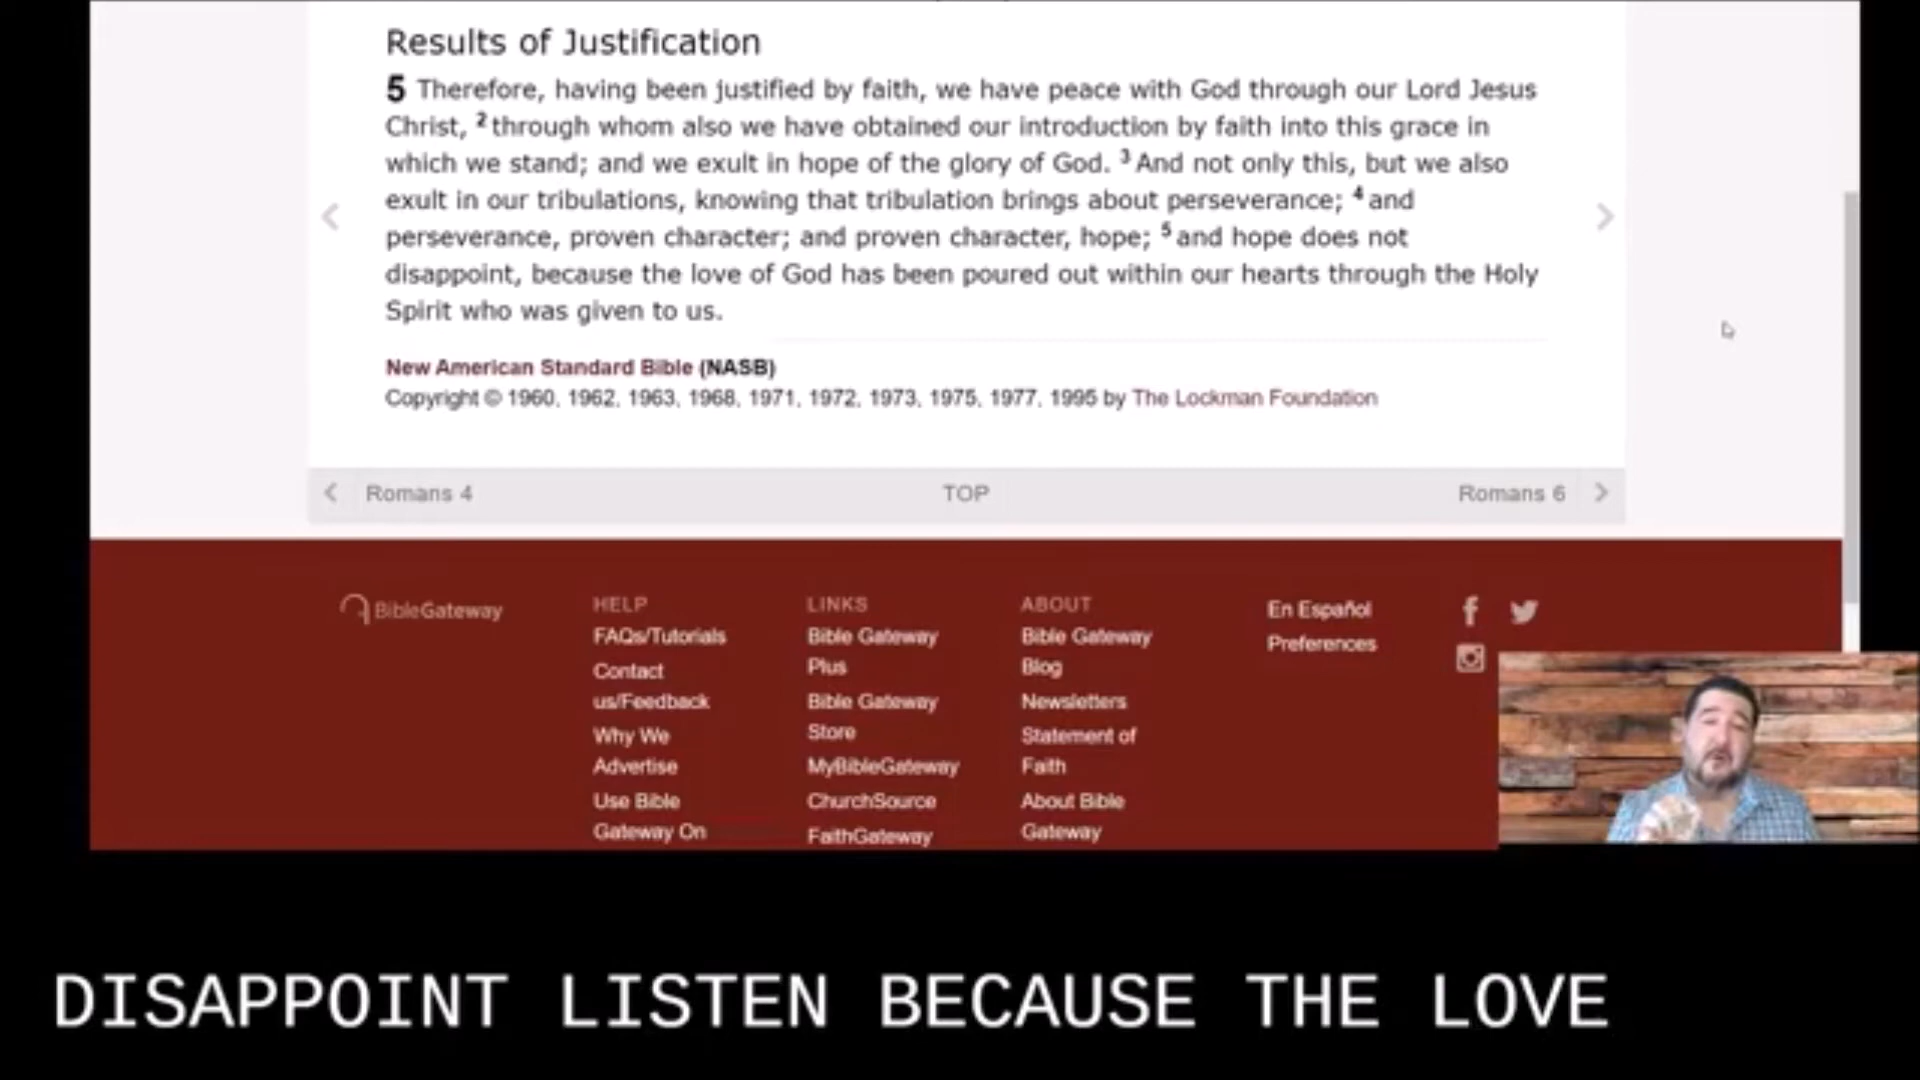 Results of Justification
5 Therefore, having been justified by faith, we have peace with God through our Lord Jesus
Christ, 2 through whom also we have obtained our introduction by faith into this grace in
which we stand; and we exult in hope of the glory of God. 3 And not only this, but we also
exult in our tribulations, knowing that tribulation brings about perseverance; 4 and
perseverance, proven character; and proven character, hope; 5 and hope does not
disappoint, because the love of God has been poured out within our hearts through the Holy
Spirit who was given to us.
New American Standard Bible (NASB)
Copyright © 1960, 1962, 1963, 1968, 1971, 1972, 1973, 1975, 1977, 1995 by The Lockman Foundation
Romans 4 TOP Romans 6
BibleGateway
HELP
FAQs/Tutorials
Contact
us/Feedback
Why We
Advertise
Use Bible
Gateway On
LINKS
Bible Gateway
Plus
Bible Gateway
Store
MyBibleGateway
ChurchSource
FaithGateway
ABOUT
Bible Gateway
Blog
Newsletters
Statement of
Faith
About Bible
Gateway
En Español
Preferences
DISAPPOINT LISTEN BECAUSE THE LOVE